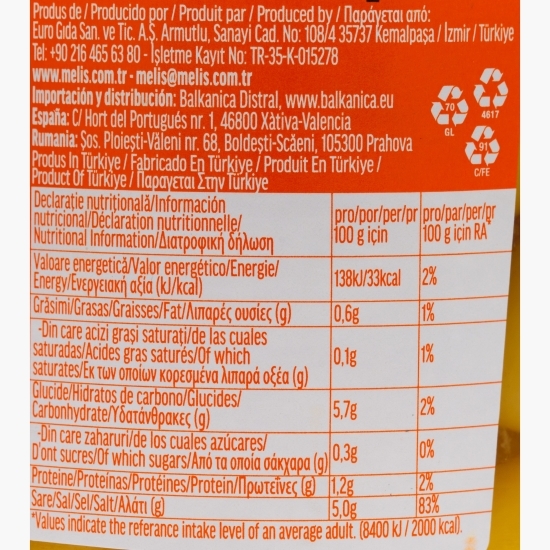 Produs de / Producido por / Produit par / Produced by / Παράγεται από:
Euro Gıda San. ve Tic. A.Ş. Armutlu, Sanayi Cad. No: 108/4 35737 Kemalpaşa / İzmir / Türkiye
Tel: +90 216 465 63 80 - İşletme Kayıt No: TR-35-K-015278
www.melis.com.tr - melis@melis.com.tr
Importación y distribución: Balkanica Distral, www.balkanica.eu
España: C/ Hort del Portugués nr. 1, 46800 Xàtiva-Valencia
Rumania: Șos. Ploiești-Văleni nr. 68, Boldești-Scăeni, 105300 Prahova
Produs In Türkiye / Fabricado En Türkiye / Produit En Türkiye /
Product Of Türkiye / Παράγεται Στην Türkiye
70
GL
4617
91
C/FE
Declarație nutrițională/Información
nutricional/Déclaration nutritionnelle/
Nutritional Information/Διατροφική δήλωση
pro/por/per/pr
100 g için
pro/par/per/gr
100 g için RA*
Valoare energetică/Valor energético/Energie/
Energy/Ενεργειακή αξία (kJ/kcal)
138kJ/33kcal
2%
Grăsimi/Grasas/Graisses/Fat/Λιπαρές ουσίες (g)
0,6g
1%
-Din care acizi grași saturați/de las cuales
saturadas/Acides gras saturés/Of which
saturates/Εκ των οποίων κορεσμένα λιπαρά οξέα (g)
0,1g
1%
Glucide/Hidratos de carbono/Glucides/
Carbonhydrate/Υδατάνθρακες (g)
5,7g
2%
-Din care zaharuri/de los cuales azúcares/
D'ont sucres/Of which sugars/Από τα οποία σάκχαρα (g)
0,3g
0%
Proteine/Proteínas/Protéines/Protein/Πρωτεΐνες (g)
1,2g
2%
Sare/Sal/Sel/Salt/Αλάτι (g)
5,0g
83%
*Values indicate the referance intake level of an average adult. (8400 kJ / 2000 kcal).